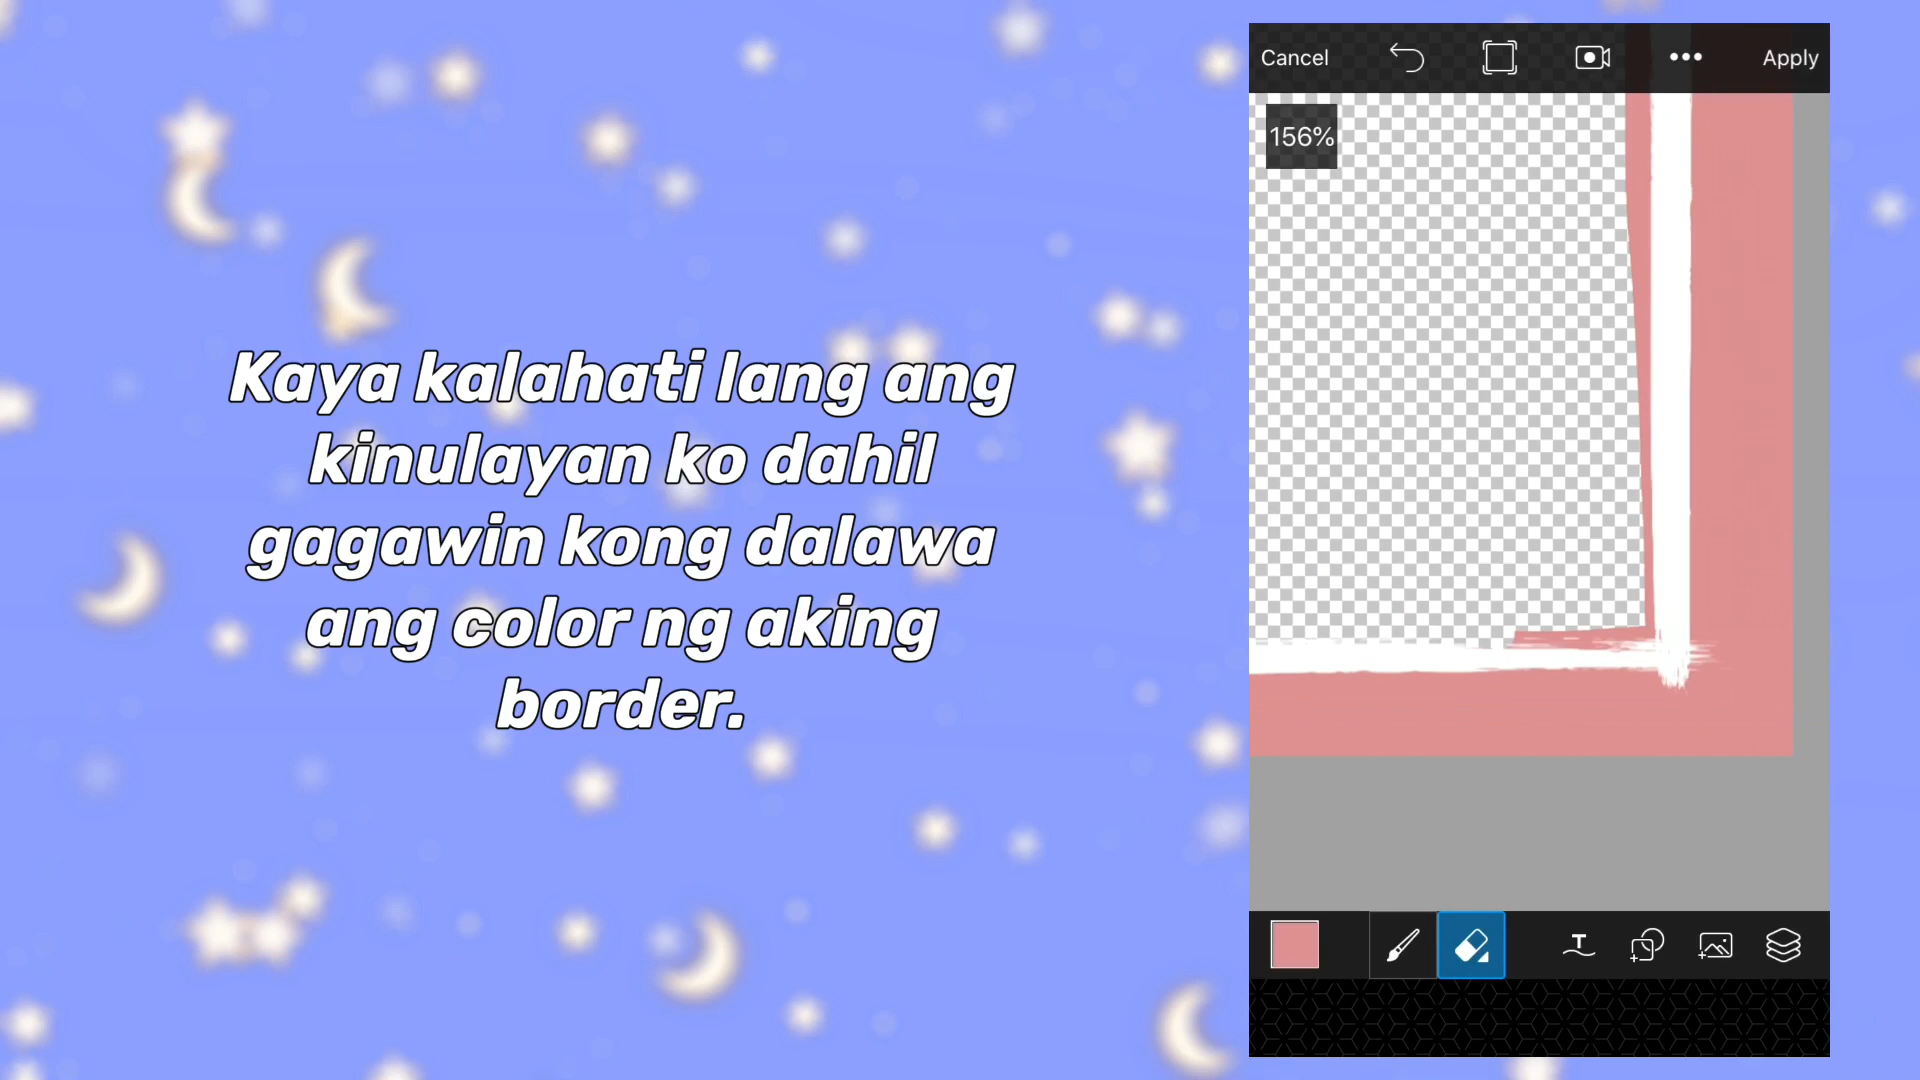 Kaya kalahati lang ang
kinulayan ko dahil
gagawin kong dalawa
ang color ng aking
border.
Cancel
Apply
156%